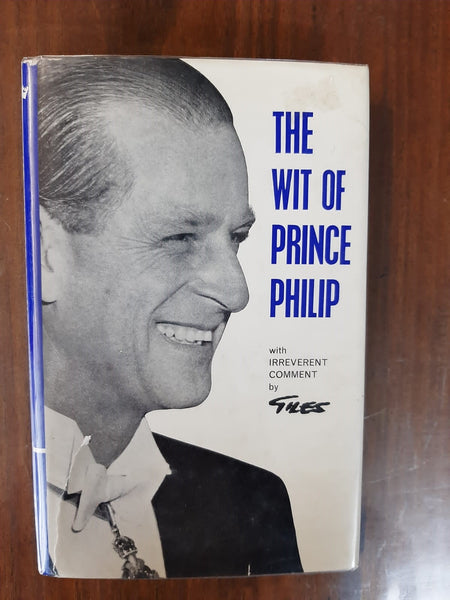 THE
WIT OF
PRINCE
PHILIP
with
IRREVERENT
COMMENT
by
GILES